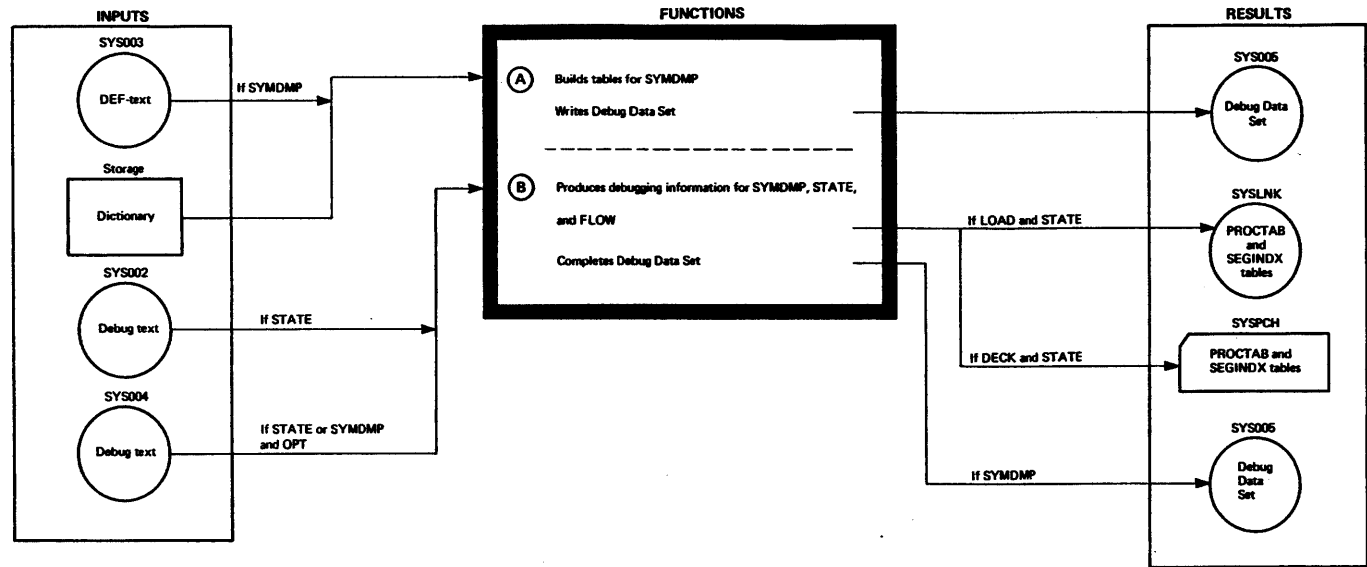 INPUTS
SYS003
DEF-text
If SYMDMP
Storage
Dictionary
SYS002
Debug text
If STATE
SYS004
Debug text
If STATE or SYMDMP
and OPT
FUNCTIONS
A Builds tables for SYMDMP
Writes Debug Data Set
B Produces debugging information for SYMDMP, STATE,
and FLOW
Completes Debug Data Set
If LOAD and STATE
If DECK and STATE
If SYMDMP
RESULTS
SYS005
Debug Data
Set
SYSLNK
PROCTAB
and
SEGINDX
tables
SYSPCH
PROCTAB and
SEGINDX tables
SYS005
Debug
Data
Set